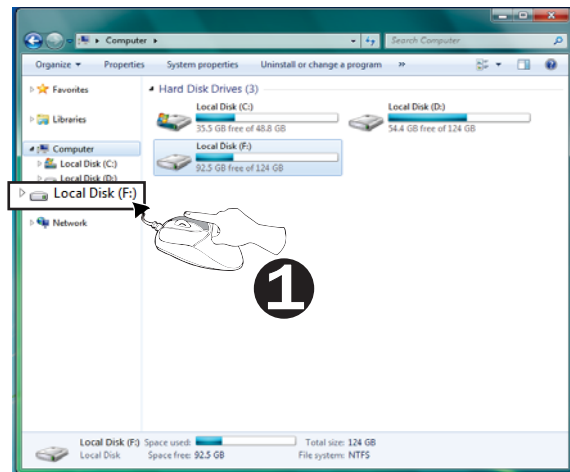 Computer
Search Computer
Organize Properties System properties Uninstall or change a program »
Favorites
Libraries
Computer
Local Disk (C:)
Local Disk (D:)
Local Disk (F:)
Network
Hard Disk Drives (3)
Local Disk (C:)
35.5 GB free of 48.8 GB
Local Disk (D:)
54.4 GB free of 124 GB
Local Disk (F:)
92.5 GB free of 124 GB
1
Local Disk (F:) Space used: Total size: 124 GB
Local Disk Space free: 92.5 GB File system: NTFS